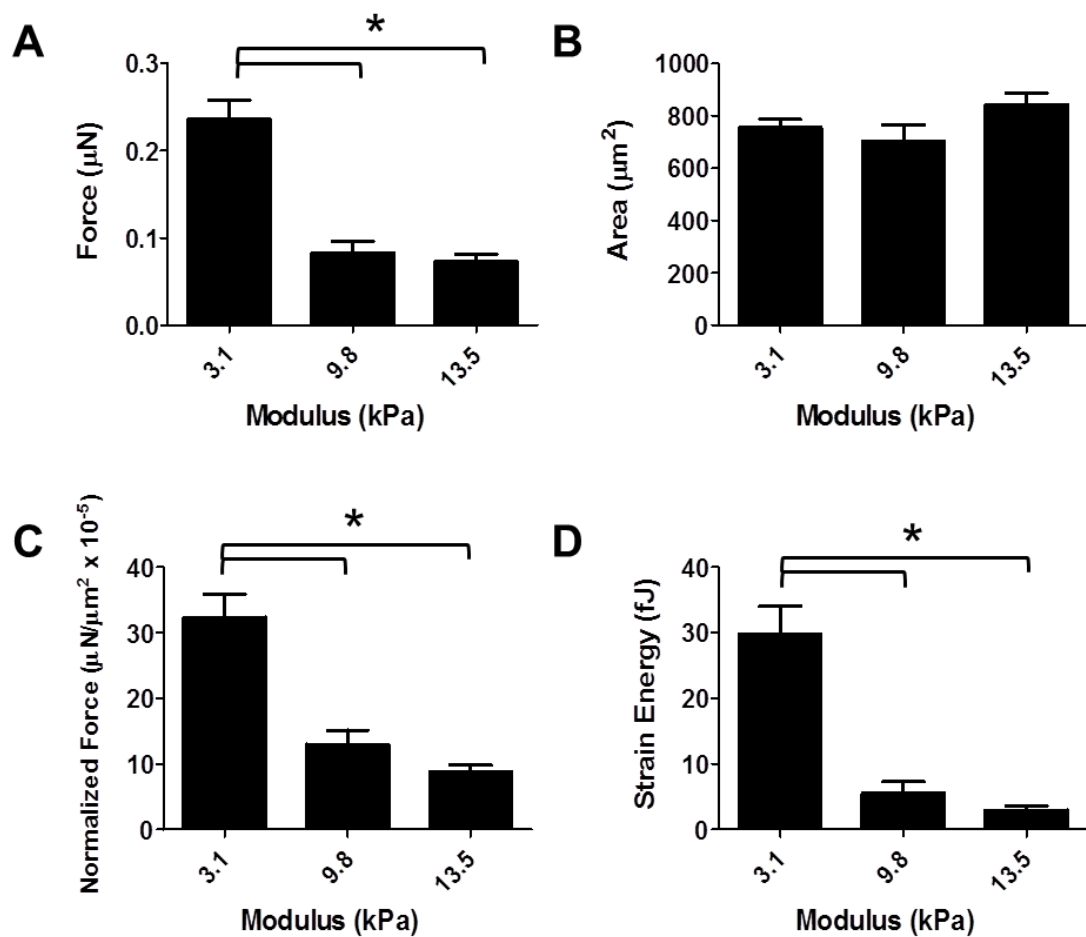 A
*
Force (μN)
0.3
0.2
0.1
0.0
3.1
9.8
13.5
Modulus (kPa)
B
Area (μm²)
1000
800
600
400
200
0
3.1
9.8
13.5
Modulus (kPa)
C
*
Normalized Force (μN/μm² x 10⁻⁵)
40
30
20
10
0
3.1
9.8
13.5
Modulus (kPa)
D
*
Strain Energy (fJ)
40
30
20
10
0
3.1
9.8
13.5
Modulus (kPa)